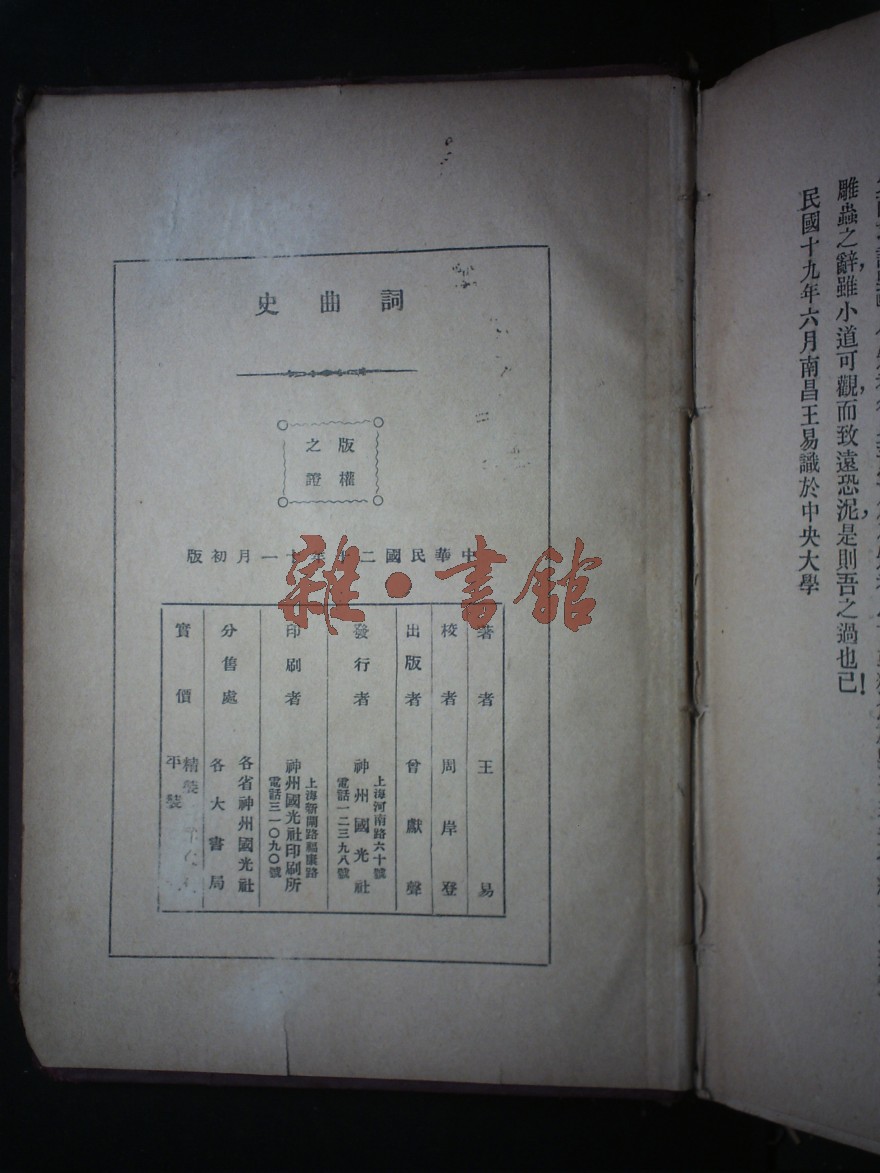 雕蟲之辭，雖小道可觀，而致遠恐泥，是則吾之過也已！
民國十九年六月南昌王易識於中央大學
詞曲史
版權
之證
中華民國二十年十一月初版
著者 王易
校者 周岸登
出版者 曾獻聲
發行者 神州國光社
上海河南路六十號
電話一二三九八號
印刷者 神州國光社印刷所
上海新閘路福康路
電話三一〇九〇號
分售處 各省神州國光社
各大書局
實價 精裝
平裝
雜·書館